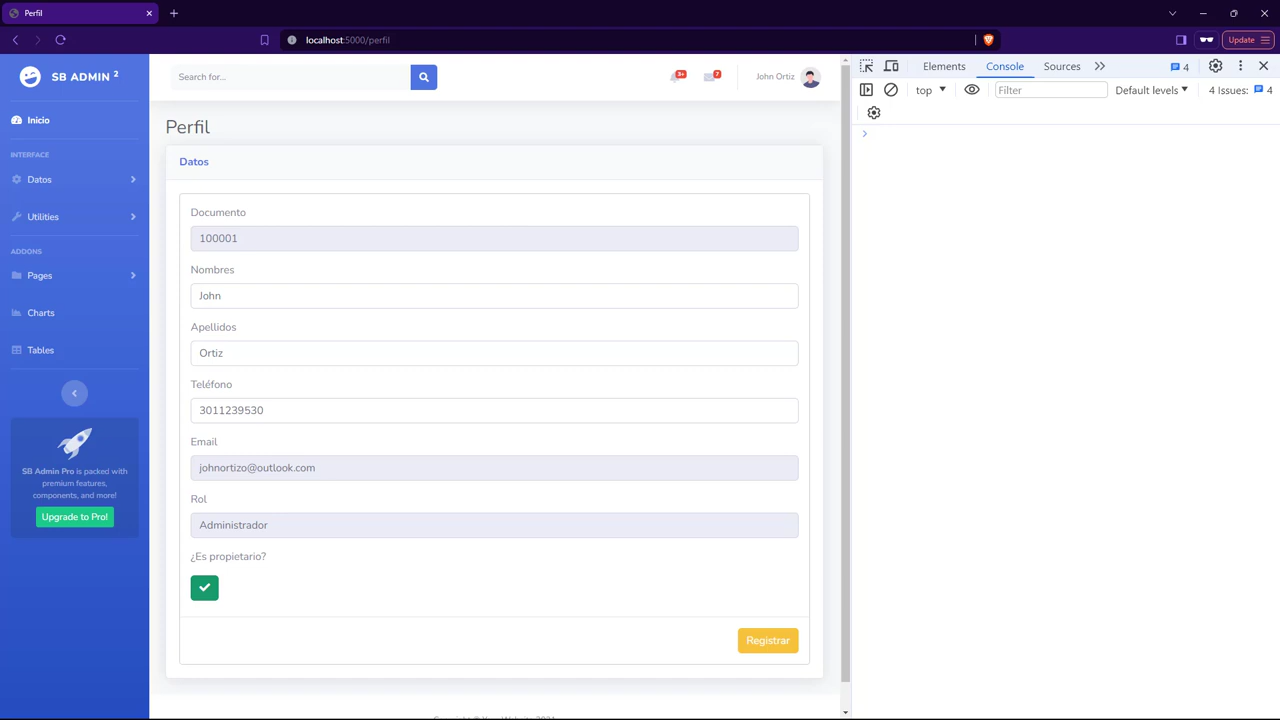 Perfil
localhost:5000/perfil
Update
SB ADMIN 2
Search for...
3+
7
John Ortiz
Elements
Console
Sources
4
top
Filter
Default levels
4 Issues:
4
Inicio
INTERFACE
Datos
Utilities
ADDONS
Pages
Charts
Tables
SB Admin Pro is packed with
premium features,
components, and more!
Upgrade to Pro!
Perfil
Datos
Documento
100001
Nombres
John
Apellidos
Ortiz
Teléfono
3011239530
Email
johnortizo@outlook.com
Rol
Administrador
¿Es propietario?
Registrar